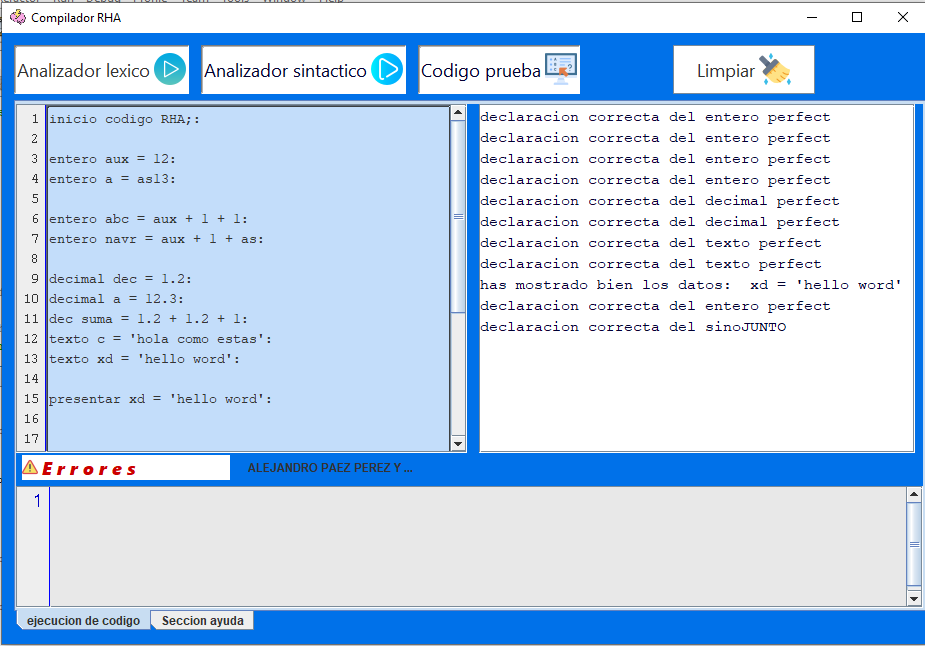 Compilador RHA
Analizador lexico
Analizador sintactico
Codigo prueba
Limpiar
1 inicio codigo RHA;:
2
3 entero aux = 12:
4 entero a = as13:
5
6 entero abc = aux + 1 + 1:
7 entero navr = aux + 1 + as:
8
9 decimal dec = 1.2:
10 decimal a = 12.3:
11 dec suma = 1.2 + 1.2 + 1:
12 texto c = 'hola como estas':
13 texto xd = 'hello word':
14
15 presentar xd = 'hello word':
16
17
declaracion correcta del entero perfect
declaracion correcta del entero perfect
declaracion correcta del entero perfect
declaracion correcta del entero perfect
declaracion correcta del decimal perfect
declaracion correcta del decimal perfect
declaracion correcta del texto perfect
declaracion correcta del texto perfect
has mostrado bien los datos:  xd = 'hello word'
declaracion correcta del entero perfect
declaracion correcta del sinoJUNTO
Errores
ALEJANDRO PAEZ PEREZ Y ...
1
ejecucion de codigo
Seccion ayuda